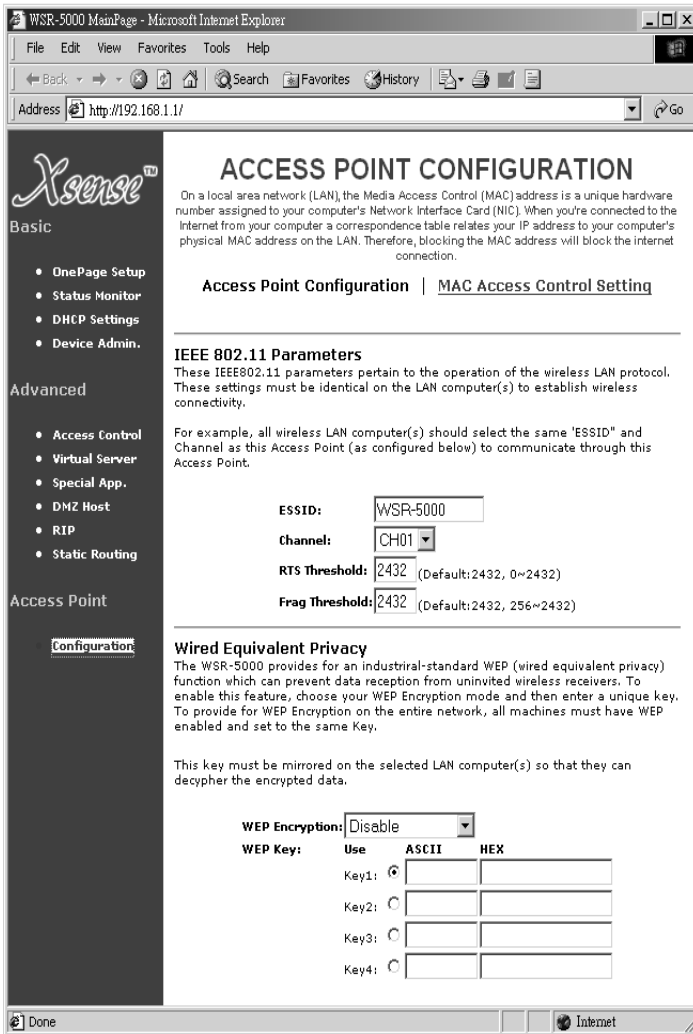 WSR-5000 MainPage - Microsoft Internet Explorer
File Edit View Favorites Tools Help
Back Search Favorites History
Address http://192.168.1.1/ Go
Xsense™
Basic
OnePage Setup
Status Monitor
DHCP Settings
Device Admin.
Advanced
Access Control
Virtual Server
Special App.
DMZ Host
RIP
Static Routing
Access Point
Configuration
ACCESS POINT CONFIGURATION
On a local area network (LAN), the Media Access Control (MAC) address is a unique hardware
number assigned to your computer's Network Interface Card (NIC). When you're connected to the
Internet from your computer a correspondence table relates your IP address to your computer's
physical MAC address on the LAN. Therefore, blocking the MAC address will block the internet
connection.
Access Point Configuration | MAC Access Control Setting
IEEE 802.11 Parameters
These IEEE802.11 parameters pertain to the operation of the wireless LAN protocol.
These settings must be identical on the LAN computer(s) to establish wireless
connectivity.
For example, all wireless LAN computer(s) should select the same 'ESSID" and
Channel as this Access Point (as configured below) to communicate through this
Access Point.
ESSID: WSR-5000
Channel: CH01
RTS Threshold: 2432 (Default:2432, 0~2432)
Frag Threshold: 2432 (Default:2432, 256~2432)
Wired Equivalent Privacy
The WSR-5000 provides for an industriral-standard WEP (wired equivalent privacy)
function which can prevent data reception from uninvited wireless receivers. To
enable this feature, choose your WEP Encryption mode and then enter a unique key.
To provide for WEP Encryption on the entire network, all machines must have WEP
enabled and set to the same Key.
This key must be mirrored on the selected LAN computer(s) so that they can
decypher the encrypted data.
WEP Encryption: Disable
WEP Key: Use ASCII HEX
Key1:
Key2:
Key3:
Key4:
Done Internet